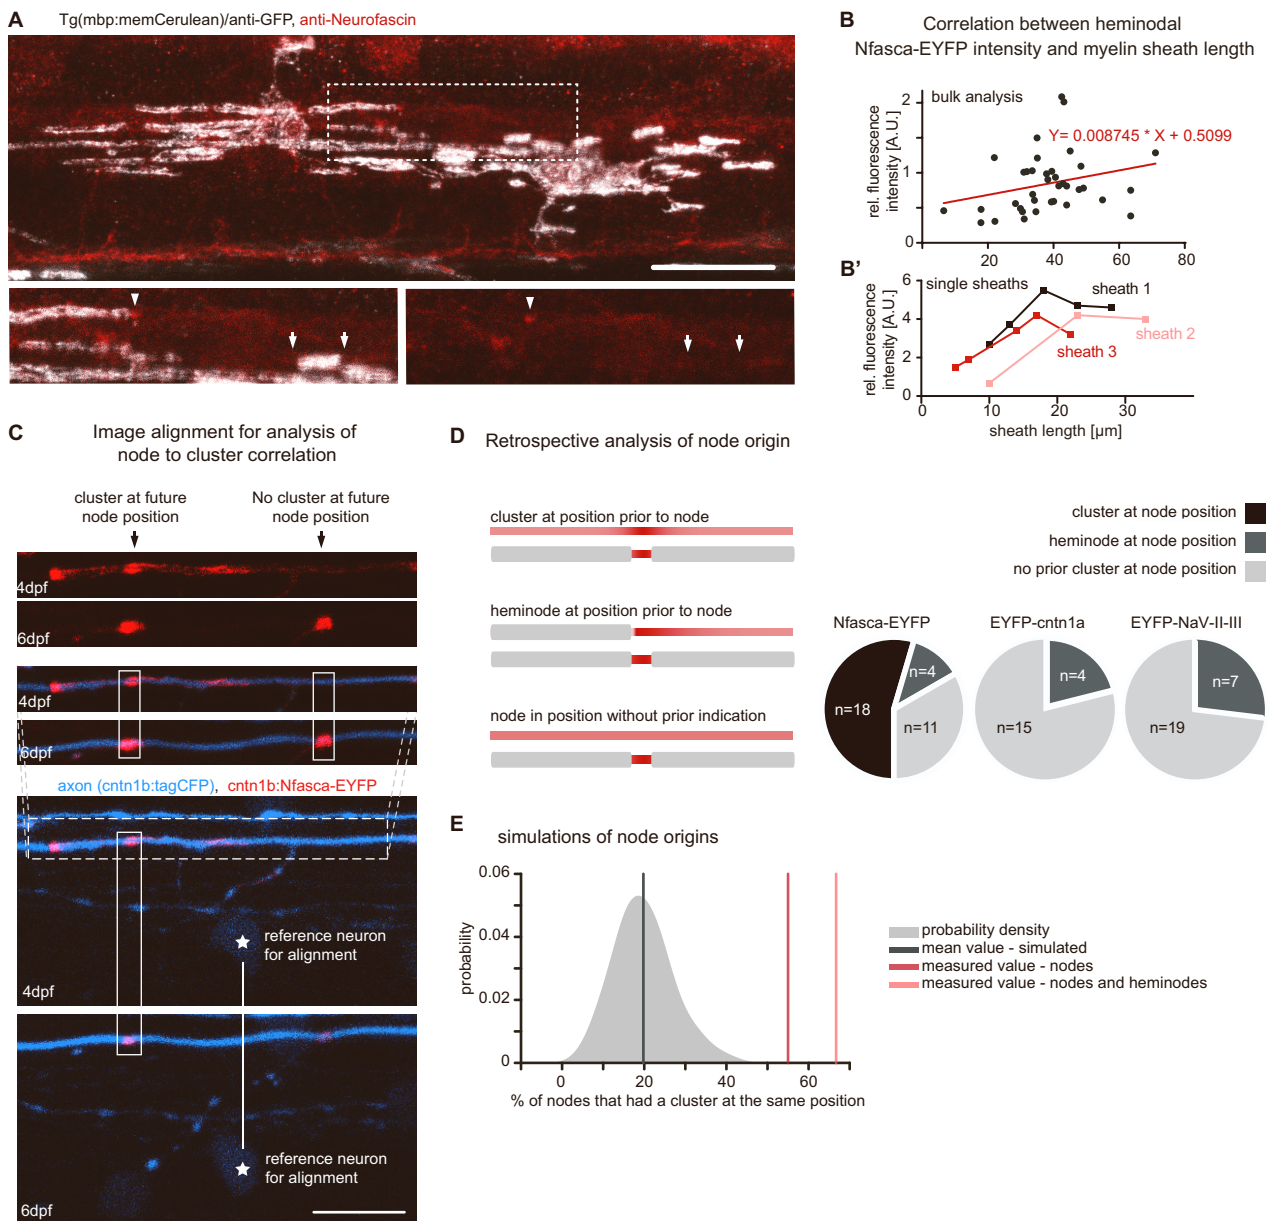 A
Tg(mbp:memCerulean)/anti-GFP, anti-Neurofascin
B
Correlation between heminodal
Nfasca-EYFP intensity and myelin sheath length
bulk analysis
Y= 0.008745 * X + 0.5099
rel. fluorescence
intensity [A.U.]
2
1
0
20
40
60
80
B'
single sheaths
sheath 1
sheath 2
sheath 3
rel. fluorescence
intensity [A.U.]
6
4
2
0
0
10
20
30
sheath length [µm]
C
Image alignment for analysis of
node to cluster correlation
cluster at future
node position
No cluster at future
node position
4dpf
6dpf
4dpf
6dpf
axon (cntn1b:tagCFP), cntn1b:Nfasca-EYFP
reference neuron
for alignment
4dpf
reference neuron
for alignment
6dpf
D
Retrospective analysis of node origin
cluster at position prior to node
heminode at position prior to node
node in position without prior indication
cluster at node position
heminode at node position
no prior cluster at node position
Nfasca-EYFP
EYFP-cntn1a
EYFP-NaV-II-III
n=18
n=4
n=11
n=4
n=15
n=7
n=19
E
simulations of node origins
probability
0.06
0.04
0.02
0
0
20
40
60
% of nodes that had a cluster at the same position
probability density
mean value - simulated
measured value - nodes
measured value - nodes and heminodes